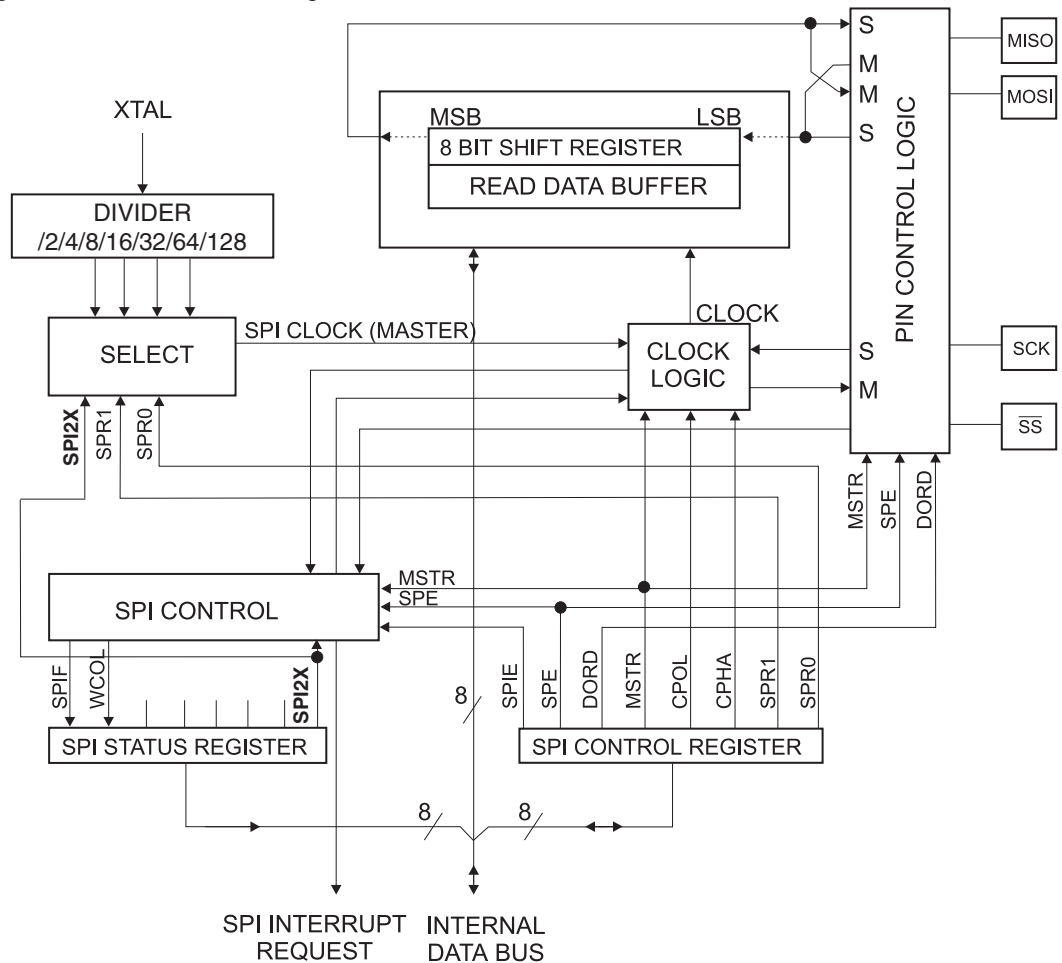 S
MISO
M
M
MOSI
XTAL
MSB
LSB
S
8 BIT SHIFT REGISTER
READ DATA BUFFER
DIVIDER
/2/4/8/16/32/64/128
PIN CONTROL LOGIC
SPI CLOCK (MASTER)
CLOCK
SELECT
CLOCK
LOGIC
S
M
SCK
SS
SPI2X
SPR1
SPR0
MSTR
SPE
DORD
MSTR
SPE
SPI CONTROL
SPIF
WCOL
SPI2X
8
SPIE
SPE
DORD
MSTR
CPOL
CPHA
SPR1
SPR0
SPI STATUS REGISTER
SPI CONTROL REGISTER
8
8
SPI INTERRUPT
REQUEST
INTERNAL
DATA BUS